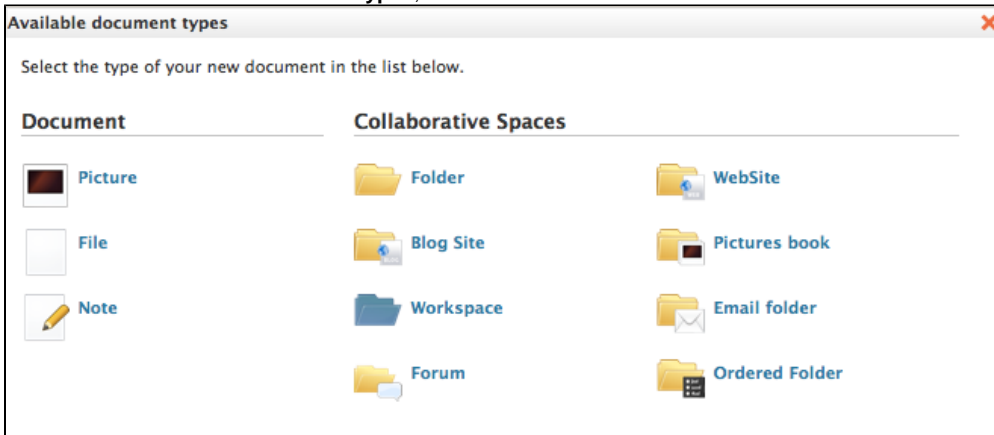 Available document types
Select the type of your new document in the list below.
Document
Collaborative Spaces
Picture
Folder
WebSite
File
Blog Site
Pictures book
Note
Workspace
Email folder
Forum
Ordered Folder